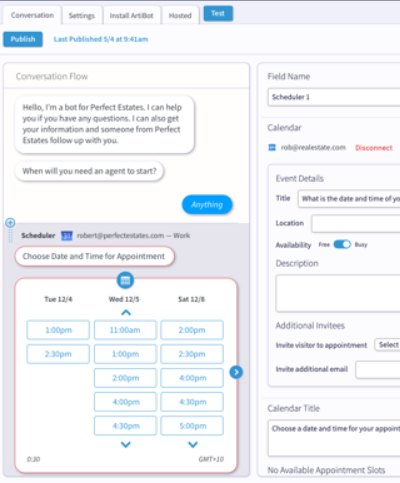 Conversation
Settings
Install ArtiBot
Hosted
Test
Publish
Last Published 5/4 at 9:41am
Conversation Flow
Hello, I'm a bot for Perfect Estates. I can help
you if you have any questions. I can also get
your information and someone from Perfect
Estates follow up with you.
When will you need an agent to start?
Anything
Scheduler
robert@perfectestates.com — Work
Choose Date and Time for Appointment
Tue 12/4 Wed 12/5 Sat 12/8
1:00pm 11:00am 2:00pm
2:30pm 1:00pm 2:30pm
2:00pm 4:00pm
4:00pm 4:30pm
4:30pm 5:00pm
0:30 GMT+10
Field Name
Scheduler 1
Calendar
rob@realestate.com Disconnect
Event Details
Title What is the date and time of yo
Location
Availability Free Busy
Description
Additional Invitees
Invite visitor to appointment Select
Invite additional email
Calendar Title
Choose a date and time for your appoint
No Available Appointment Slots